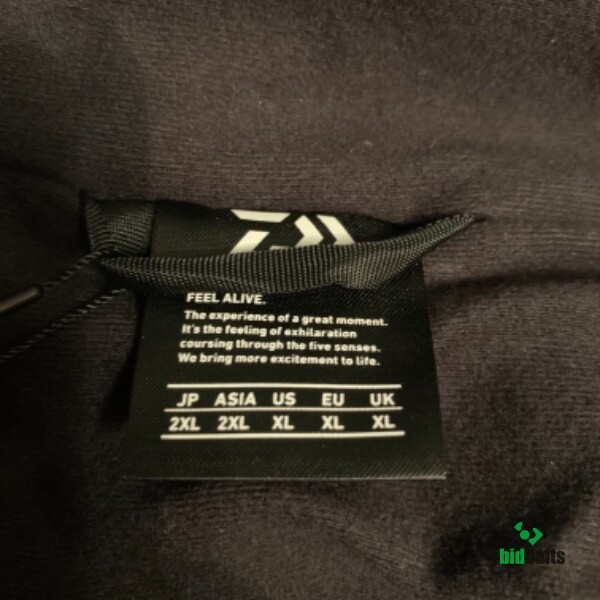 FEEL ALIVE.
The experience of a great moment.
It's the feeling of exhilaration
coursing through the five senses.
We bring more excitement to life.
JP ASIA US EU UK
2XL 2XL XL XL XL
bidbaits